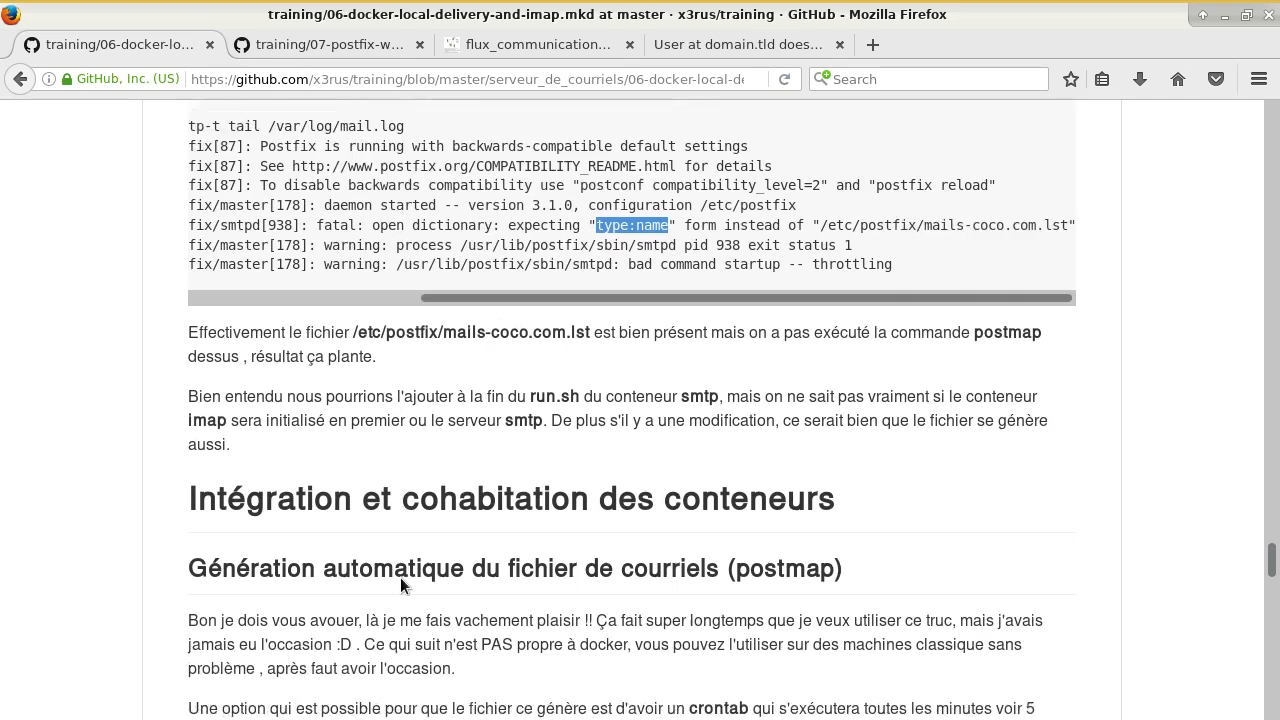 training/06-docker-local-delivery-and-imap.mkd at master · x3rus/training · GitHub - Mozilla Firefox
training/06-docker-lo... × training/07-postfix-w... × flux_communication... × User at domain.tld does... × +
GitHub, Inc. (US) https://github.com/x3rus/training/blob/master/serveur_de_courriels/06-docker-local-de Search
tp-t tail /var/log/mail.log
fix[87]: Postfix is running with backwards-compatible default settings
fix[87]: See http://www.postfix.org/COMPATIBILITY_README.html for details
fix[87]: To disable backwards compatibility use "postconf compatibility_level=2" and "postfix reload"
fix/master[178]: daemon started -- version 3.1.0, configuration /etc/postfix
fix/smtpd[938]: fatal: open dictionary: expecting "type:name" form instead of "/etc/postfix/mails-coco.com.lst"
fix/master[178]: warning: process /usr/lib/postfix/sbin/smtpd pid 938 exit status 1
fix/master[178]: warning: /usr/lib/postfix/sbin/smtpd: bad command startup -- throttling
Effectivement le fichier /etc/postfix/mails-coco.com.lst est bien présent mais on a pas exécuté la commande postmap
dessus , résultat ça plante.
Bien entendu nous pourrions l'ajouter à la fin du run.sh du conteneur smtp, mais on ne sait pas vraiment si le conteneur
imap sera initialisé en premier ou le serveur smtp. De plus s'il y a une modification, ce serait bien que le fichier se génère
aussi.
Intégration et cohabitation des conteneurs
Génération automatique du fichier de courriels (postmap)
Bon je dois vous avouer, là je me fais vachement plaisir !! Ça fait super longtemps que je veux utiliser ce truc, mais j'avais
jamais eu l'occasion :D . Ce qui suit n'est PAS propre à docker, vous pouvez l'utiliser sur des machines classique sans
problème , après faut avoir l'occasion.
Une option qui est possible pour que le fichier ce génère est d'avoir un crontab qui s'exécutera toutes les minutes voir 5